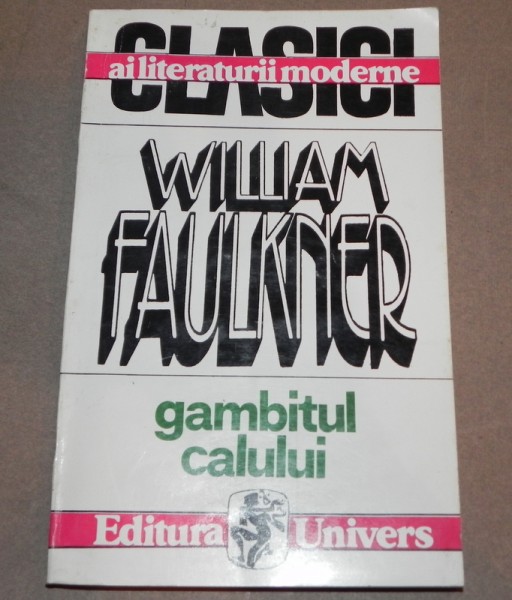 CLASICI
ai literaturii moderne
WILLIAM
FAULKNER
gambitul
calului
Editura Univers